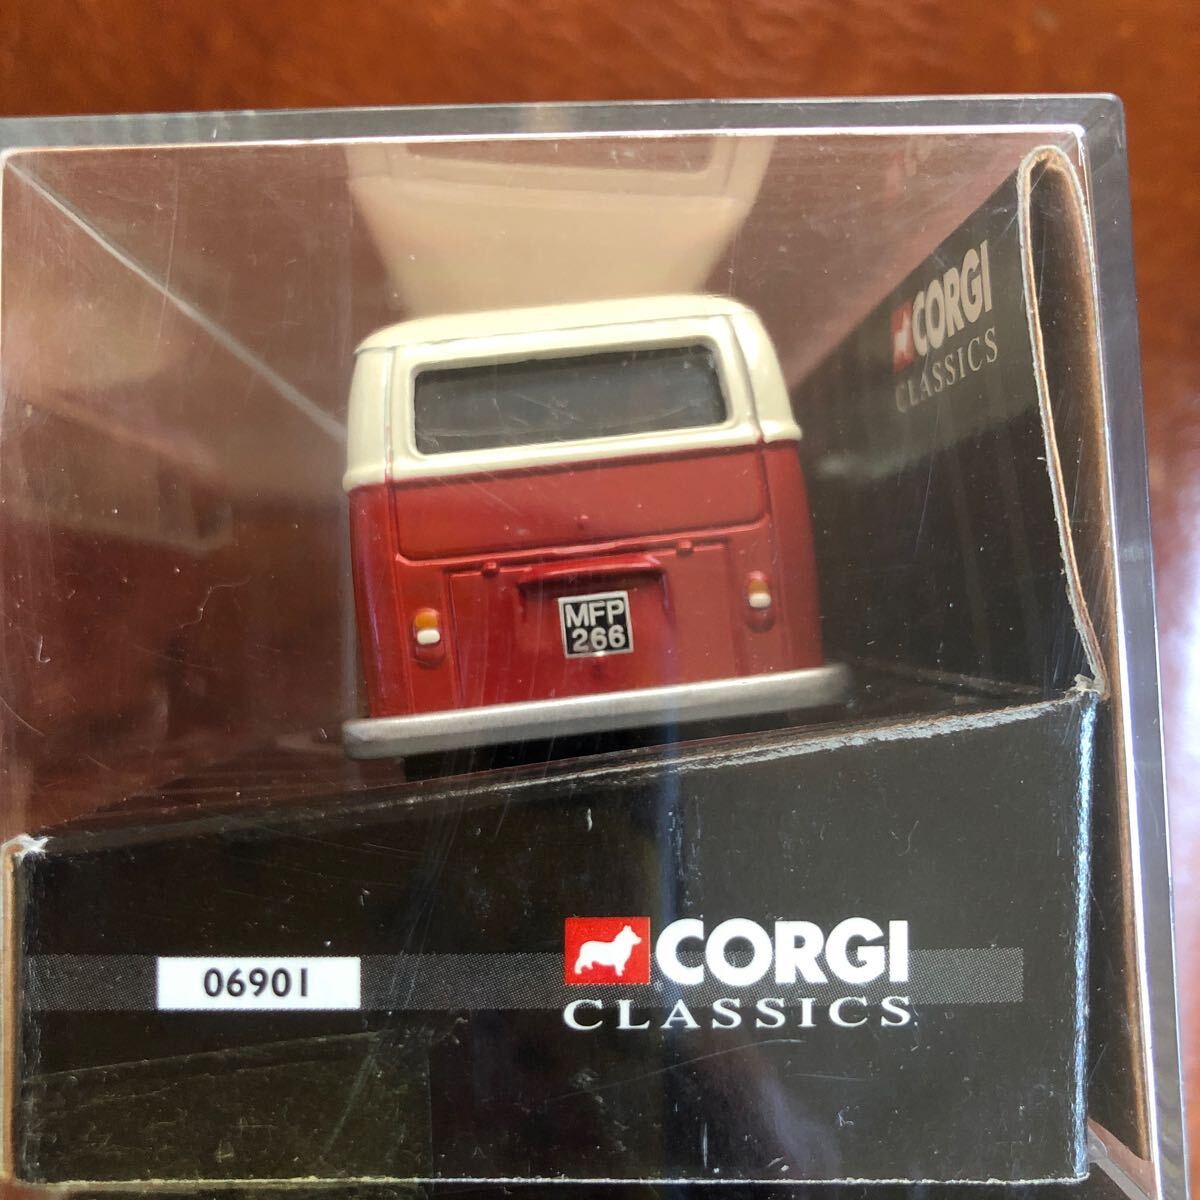 CORGI
CLASSICS
MFP
266
06901
CORGI
CLASSICS